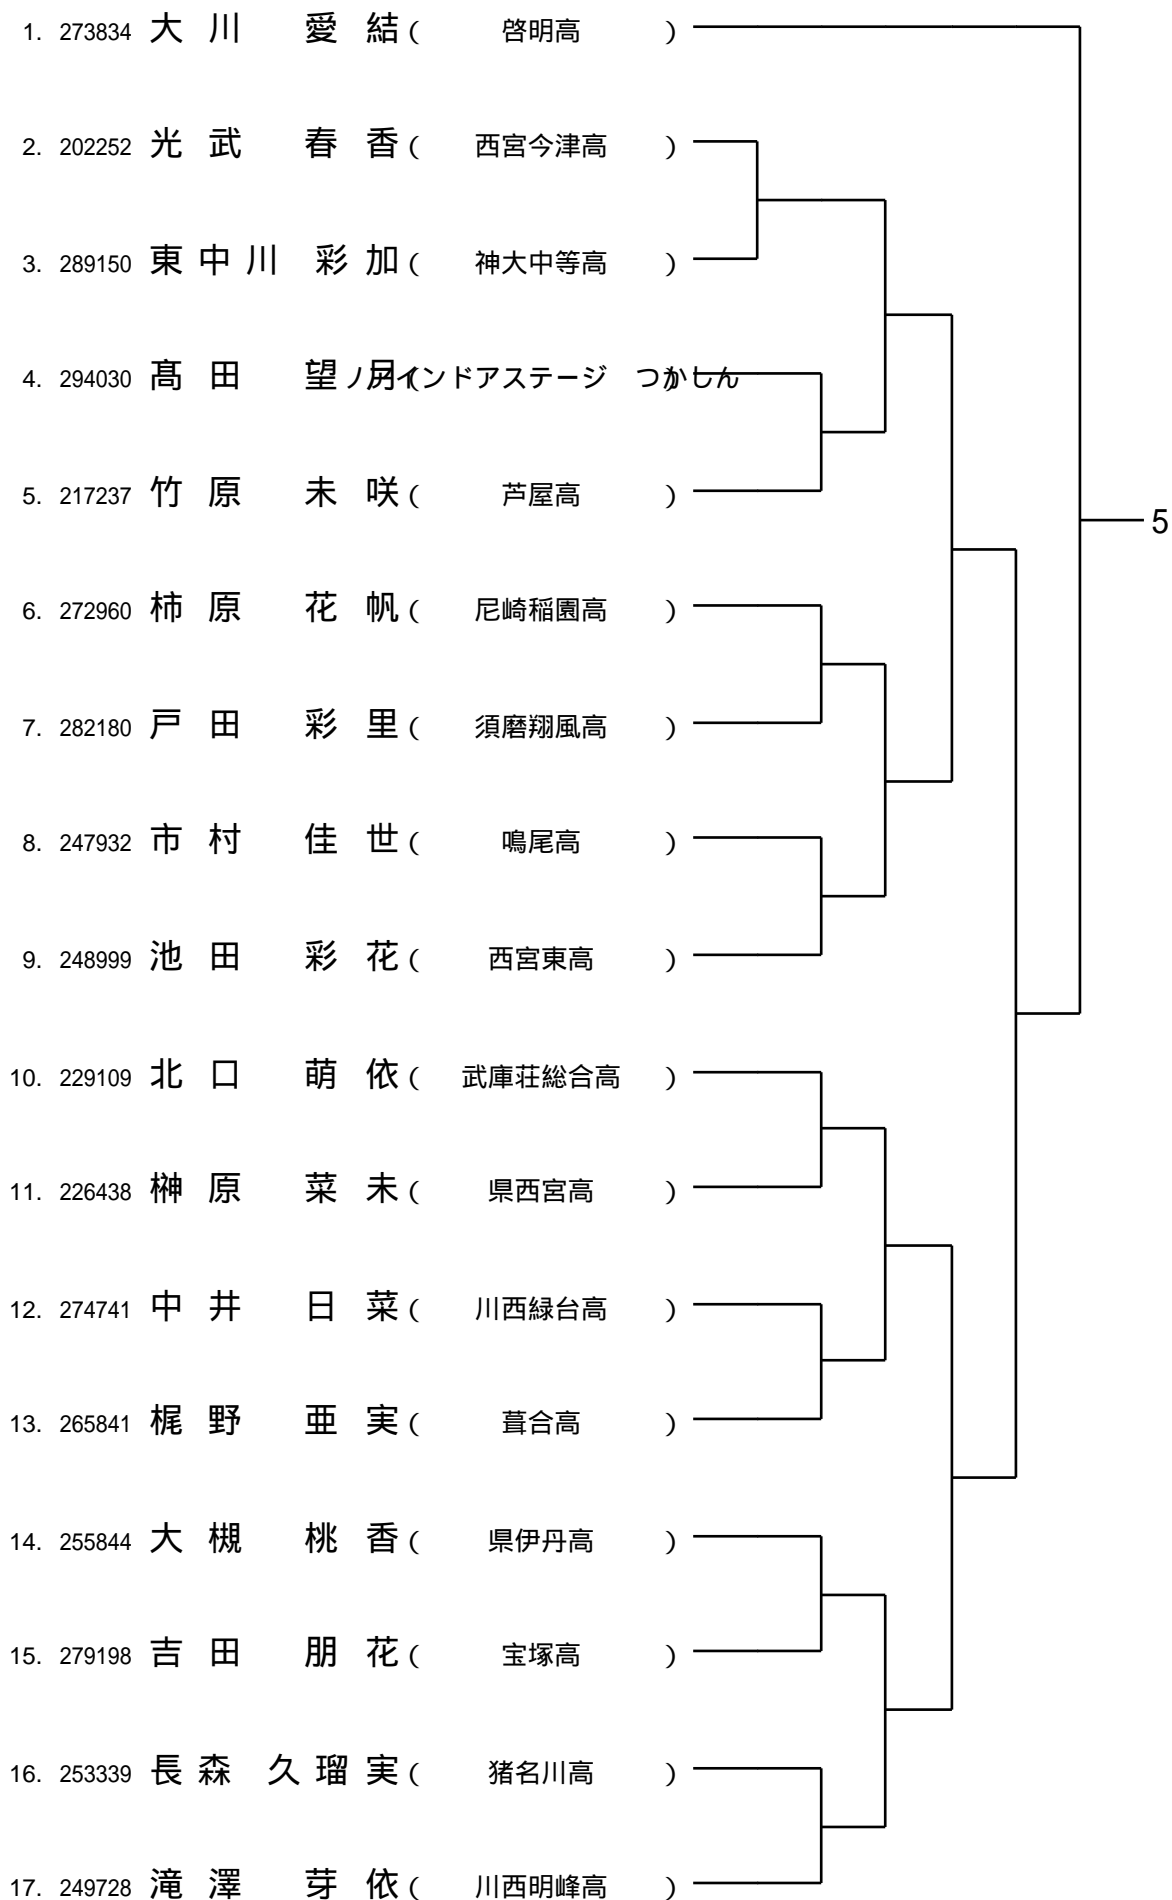 1. 273834 大川 愛結 ( 啓明高 )
2. 202252 光武 春香 ( 西宮今津高 )
3. 289150 東中川 彩加 ( 神大中等高 )
4. 294030 髙田 望月 ( ノアインドアステージ つかしん )
5. 217237 竹原 未咲 ( 芦屋高 )
5
6. 272960 柿原 花帆 ( 尼崎稲園高 )
7. 282180 戸田 彩里 ( 須磨翔風高 )
8. 247932 市村 佳世 ( 鳴尾高 )
9. 248999 池田 彩花 ( 西宮東高 )
10. 229109 北口 萌依 ( 武庫荘総合高 )
11. 226438 榊原 菜未 ( 県西宮高 )
12. 274741 中井 日菜 ( 川西緑台高 )
13. 265841 梶野 亜実 ( 葺合高 )
14. 255844 大槻 桃香 ( 県伊丹高 )
15. 279198 吉田 朋花 ( 宝塚高 )
16. 253339 長森 久瑠実 ( 猪名川高 )
17. 249728 滝澤 芽依 ( 川西明峰高 )